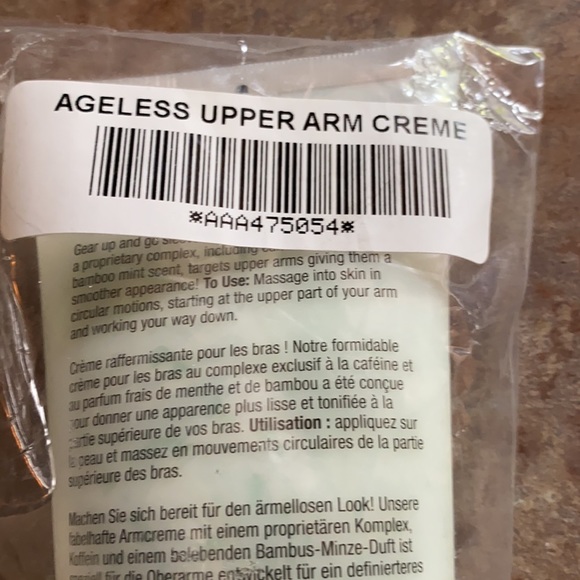 AGELESS UPPER ARM CREME
*AAA475054*
Gear up and go
a proprietary complex, including
bamboo mint scent, targets upper arms giving them a
smoother appearance! To Use: Massage into skin in
circular motions, starting at the upper part of your arm
and working your way down.
Crème raffermissante pour les bras ! Notre formidable
crème pour les bras au complexe exclusif à la caféine et
au parfum frais de menthe et de bambou a été conçue
pour donner une apparence plus lisse et tonifiée à la
partie supérieure de vos bras. Utilisation : appliquez sur
la peau et massez en mouvements circulaires de la partie
supérieure des bras.
Machen Sie sich bereit für den ärmellosen Look! Unsere
fabelhafte Armcreme mit einem proprietären Komplex,
Koffein und einem belebenden Bambus-Minze-Duft ist
speziell für die Oberarme entwickelt für ein definierteres